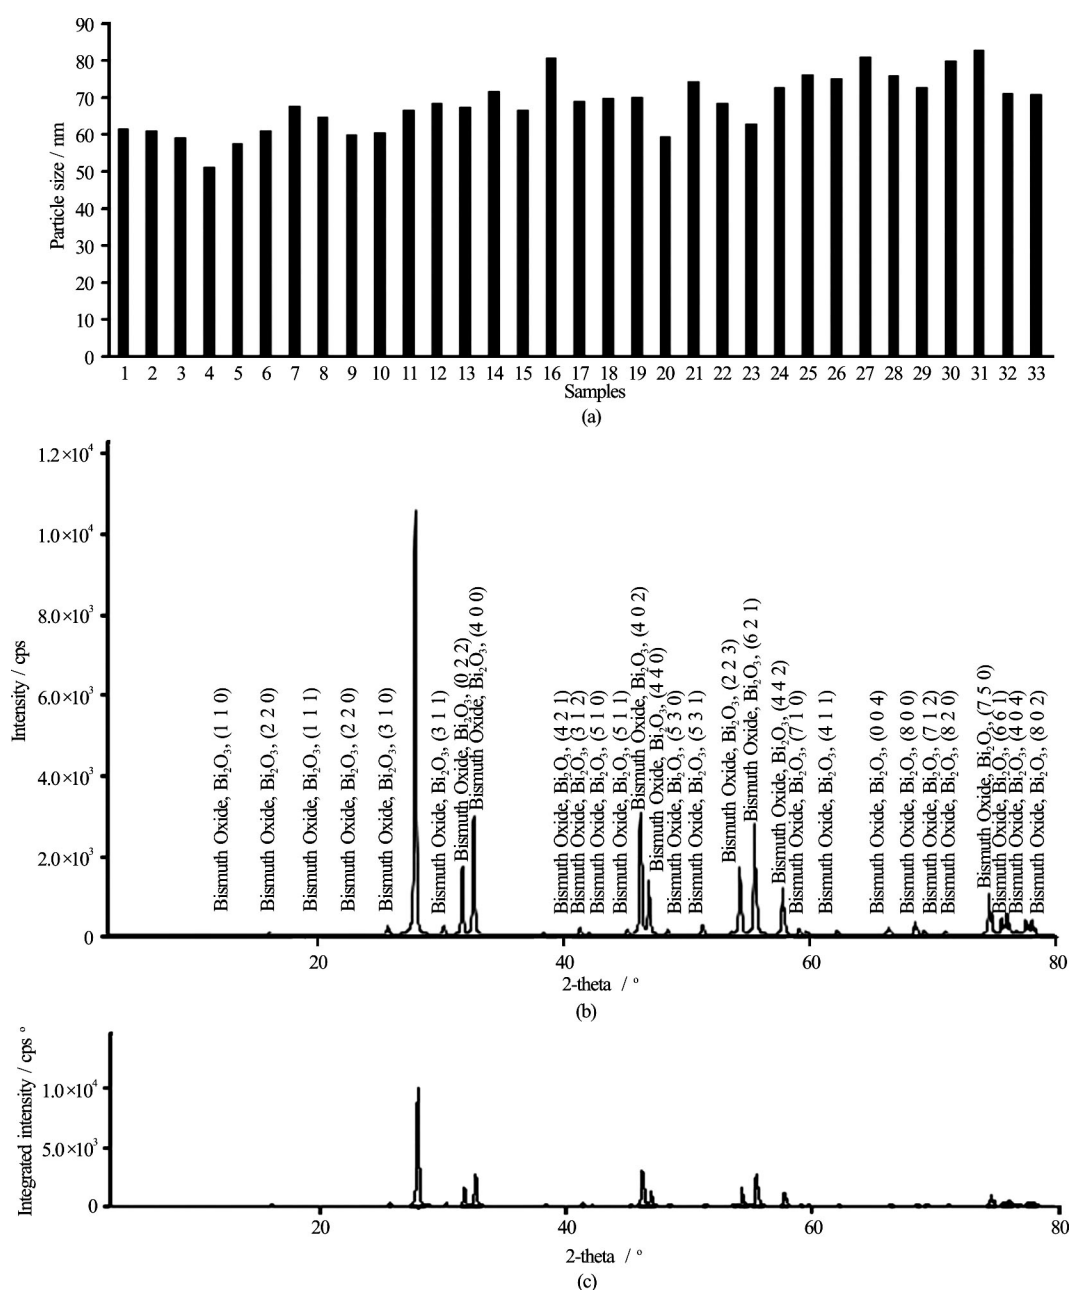 90
80
70
60
50
40
30
20
10
0
Particle size / nm
1 2 3 4 5 6 7 8 9 10 11 12 13 14 15 16 17 18 19 20 21 22 23 24 25 26 27 28 29 30 31 32 33
Samples
(a)
1.2×10⁴
1.0×10⁴
8.0×10³
6.0×10³
4.0×10³
2.0×10³
0
Intensity / cps
Bismuth Oxide, Bi₂O₃, (1 1 0)
Bismuth Oxide, Bi₂O₃, (2 2 0)
Bismuth Oxide, Bi₂O₃, (1 1 1)
Bismuth Oxide, Bi₂O₃, (2 2 0)
Bismuth Oxide, Bi₂O₃, (3 1 0)
Bismuth Oxide, Bi₂O₃, (3 1 1)
Bismuth Oxide, Bi₂O₃, (0 2 2)
Bismuth Oxide, Bi₂O₃, (4 0 0)
Bismuth Oxide, Bi₂O₃, (4 2 1)
Bismuth Oxide, Bi₂O₃, (3 1 2)
Bismuth Oxide, Bi₂O₃, (5 1 0)
Bismuth Oxide, Bi₂O₃, (5 1 1)
Bismuth Oxide, Bi₂O₃, (4 0 2)
Bismuth Oxide, Bi₂O₃, (4 4 0)
Bismuth Oxide, Bi₂O₃, (5 3 0)
Bismuth Oxide, Bi₂O₃, (5 3 1)
Bismuth Oxide, Bi₂O₃, (2 2 3)
Bismuth Oxide, Bi₂O₃, (6 2 1)
Bismuth Oxide, Bi₂O₃, (4 4 2)
Bismuth Oxide, Bi₂O₃, (7 1 0)
Bismuth Oxide, Bi₂O₃, (4 1 1)
Bismuth Oxide, Bi₂O₃, (0 0 4)
Bismuth Oxide, Bi₂O₃, (8 0 0)
Bismuth Oxide, Bi₂O₃, (7 1 2)
Bismuth Oxide, Bi₂O₃, (8 2 0)
Bismuth Oxide, Bi₂O₃, (7 5 0)
Bismuth Oxide, Bi₂O₃, (6 6 1)
Bismuth Oxide, Bi₂O₃, (4 0 4)
Bismuth Oxide, Bi₂O₃, (8 0 2)
20 40 60 80
2-theta / °
(b)
1.0×10⁴
5.0×10³
0
Integrated intensity / cps °
20 40 60 80
2-theta / °
(c)